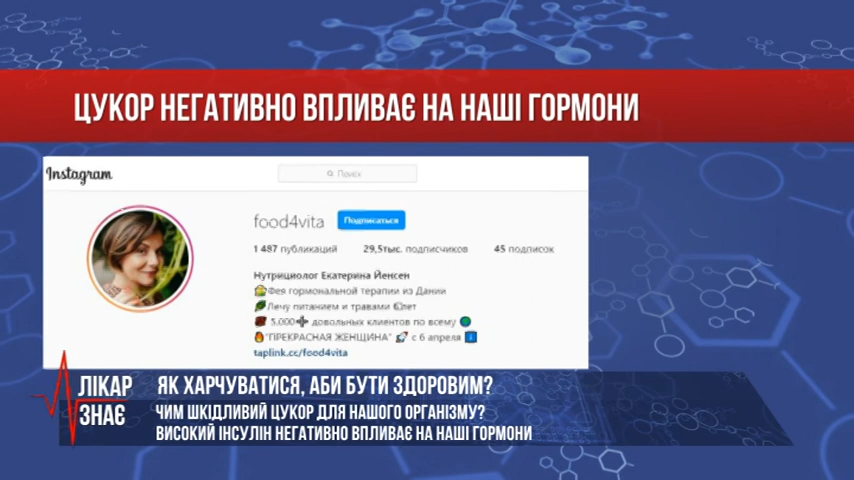 ЦУКОР НЕГАТИВНО ВПЛИВАЄ НА НАШІ ГОРМОНИ
Instagram
Поиск
food4vita Подписаться
1 487 публикаций 29,5тыс. подписчиков 45 подписок
Нутрициолог Екатерина Йенсен
Фея гормональной терапии из Дании
Лечу питанием и травами 6лет
5.000➕ довольных клиентов по всему
"ПРЕКРАСНАЯ ЖЕНЩИНА" с 6 апреля
taplink.cc/food4vita
ЛІКАР ЗНАЄ
ЯК ХАРЧУВАТИСЯ, АБИ БУТИ ЗДОРОВИМ?
ЧИМ ШКІДЛИВИЙ ЦУКОР ДЛЯ НАШОГО ОРГАНІЗМУ?
ВИСОКИЙ ІНСУЛІН НЕГАТИВНО ВПЛИВАЄ НА НАШІ ГОРМОНИ